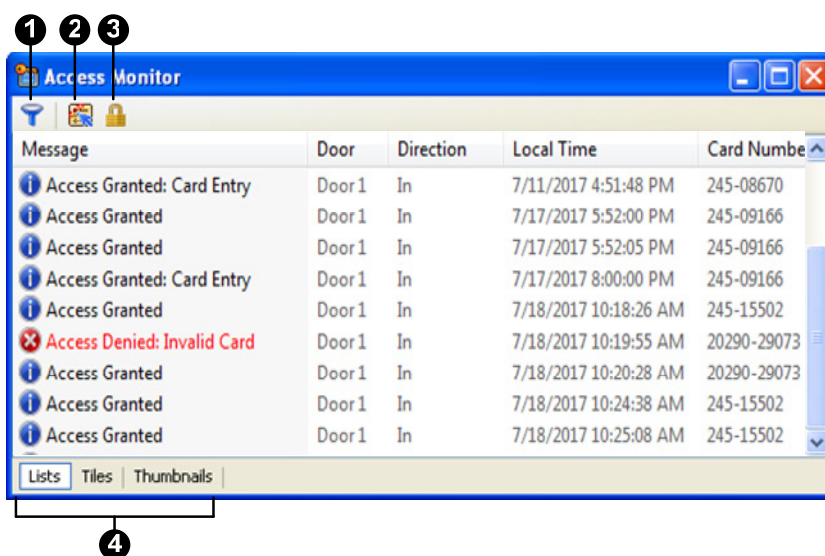 1 2 3
Access Monitor
Message Door Direction Local Time Card Numbe
Access Granted: Card Entry Door 1 In 7/11/2017 4:51:48 PM 245-08670
Access Granted Door 1 In 7/17/2017 5:52:00 PM 245-09166
Access Granted Door 1 In 7/17/2017 5:52:05 PM 245-09166
Access Granted: Card Entry Door 1 In 7/17/2017 8:00:00 PM 245-09166
Access Granted Door 1 In 7/18/2017 10:18:26 AM 245-15502
Access Denied: Invalid Card Door 1 In 7/18/2017 10:19:55 AM 20290-29073
Access Granted Door 1 In 7/18/2017 10:20:28 AM 20290-29073
Access Granted Door 1 In 7/18/2017 10:24:38 AM 245-15502
Access Granted Door 1 In 7/18/2017 10:25:08 AM 245-15502
Lists Tiles Thumbnails
4